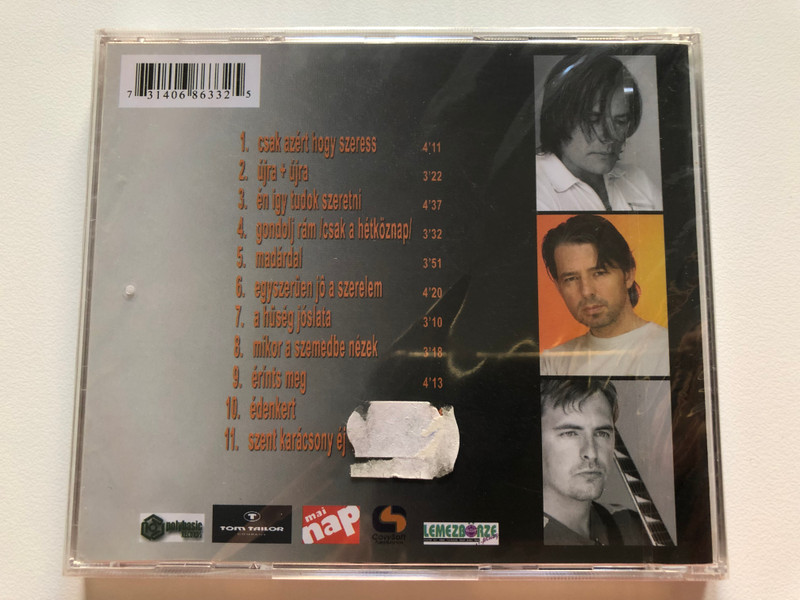 7 31406 86332 5
1. csak azért hogy szeress 4'11
2. újra + újra 3'22
3. én így tudok szeretni 4'37
4. gondolj rám /csak a hétköznap/ 3'32
5. madárdal 3'51
6. egyszerűen jö a szerelem 4'20
7. a hűség jóslata 3'10
8. mikor a szemedbe nézek 3'18
9. érints meg 4'13
10. édenkert
11. szent karácsony éj
polybasic
TOM TAILOR
COMPANY
mai
nap
LEMEZBÖRZE